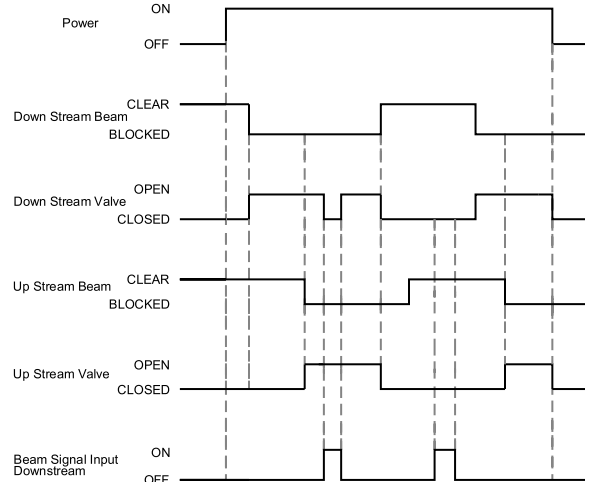 ON
Power
OFF
CLEAR
Down Stream Beam
BLOCKED
OPEN
Down Stream Valve
CLOSED
CLEAR
Up Stream Beam
BLOCKED
OPEN
Up Stream Valve
CLOSED
ON
Beam Signal Input
Downstream
OFF